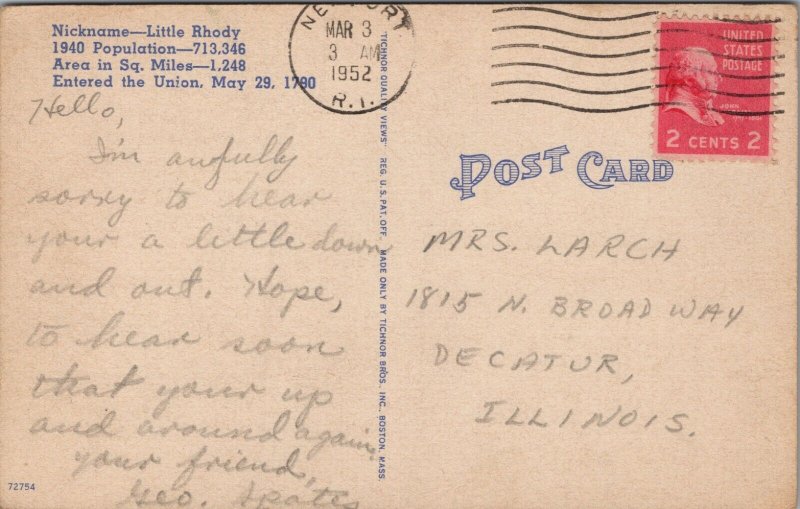 Nickname—Little Rhody
1940 Population—713,346
Area in Sq. Miles—1,248
Entered the Union, May 29, 1790
Hello,
I'm awfully
sorry to hear
your a little down
and out. Hope,
to hear soon
that your up
and around again.
your friend,
Geo.
72754
"TICHNOR QUALITY VIEWS" REG. U.S. PAT. OFF. MADE ONLY BY TICHNOR BROS. INC., BOSTON, MASS.
NEWPORT
MAR 3
3 AM
1952
R.I.
UNITED
STATES
POSTAGE
JOHN
2 CENTS 2
POST CARD
MRS. LARCH
1815 N. BROADWAY
DECATUR,
ILLINOIS.